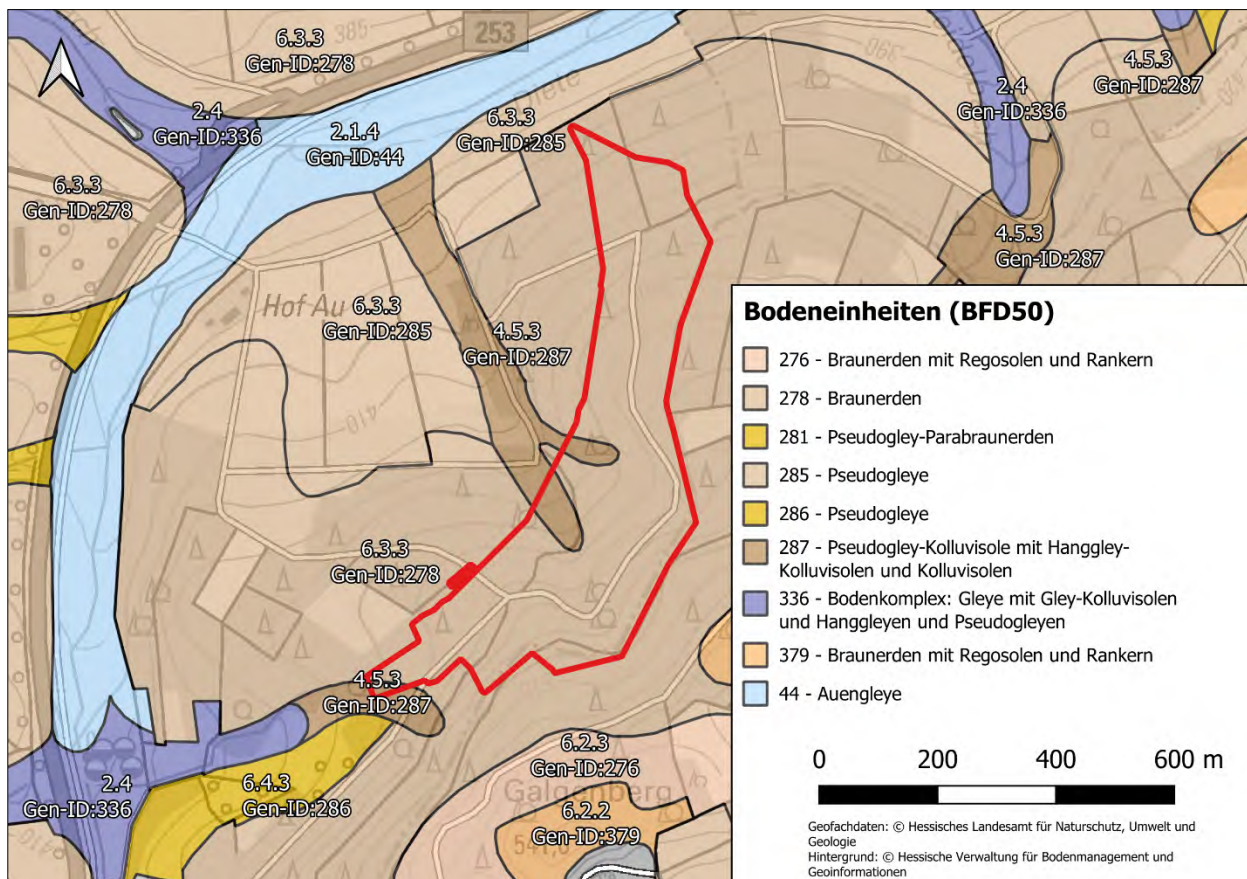 6.3.3
Gen-ID:278
385
253
390
4.5.3
Gen-ID:287
2.4
Gen-ID:336
2.4
Gen-ID:336
2.1.4
Gen-ID:44
6.3.3
Gen-ID:285
6.3.3
Gen-ID:278
4.5.3
Gen-ID:287
Hof Au
6.3.3
Gen-ID:285
4.5.3
Gen-ID:287
410
6.3.3
Gen-ID:278
4.5.3
Gen-ID:287
2.4
Gen-ID:336
6.4.3
Gen-ID:286
6.2.3
Gen-ID:276
Galgenberg
6.2.2
Gen-ID:379
Bodeneinheiten (BFD50)
276 - Braunerden mit Regosolen und Rankern
278 - Braunerden
281 - Pseudogley-Parabraunerden
285 - Pseudogleye
286 - Pseudogleye
287 - Pseudogley-Kolluvisole mit Hanggley-
Kolluvisolen und Kolluvisolen
336 - Bodenkomplex: Gleye mit Gley-Kolluvisolen
und Hanggleyen und Pseudogleyen
379 - Braunerden mit Regosolen und Rankern
44 - Auengleye
0 200 400 600 m
Geofachdaten: © Hessisches Landesamt für Naturschutz, Umwelt und
Geologie
Hintergrund: © Hessische Verwaltung für Bodenmanagement und
Geoinformationen